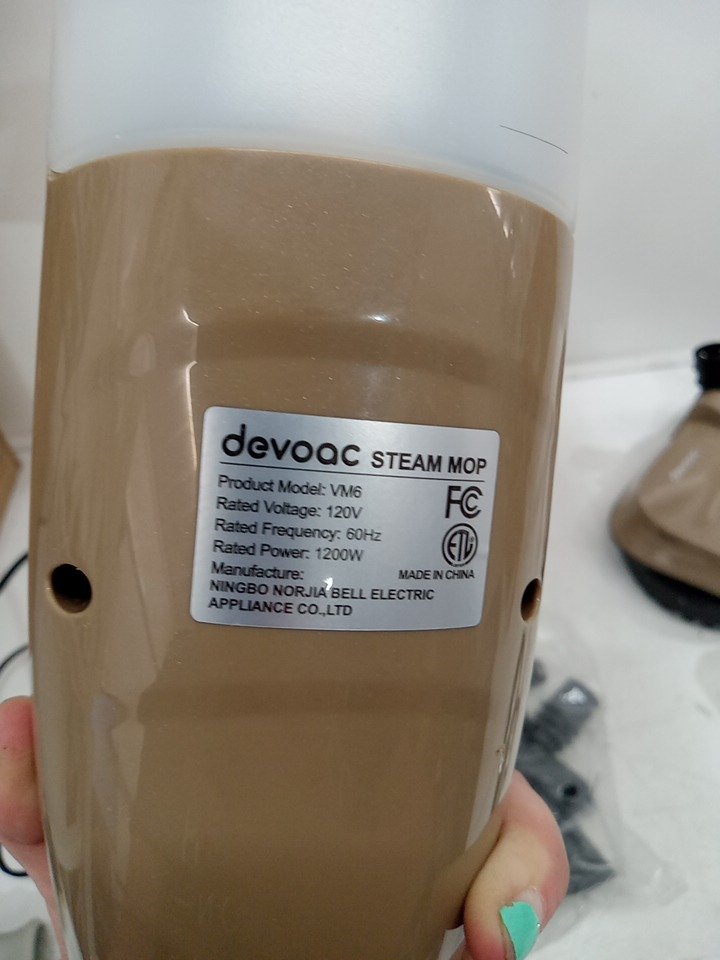 devoac STEAM MOP
Product Model: VM6
Rated Voltage: 120V
Rated Frequency: 60Hz
Rated Power: 1200W
Manufacture:
NINGBO NORJIA BELL ELECTRIC
APPLIANCE CO.,LTD
FC
ETL
MADE IN CHINA